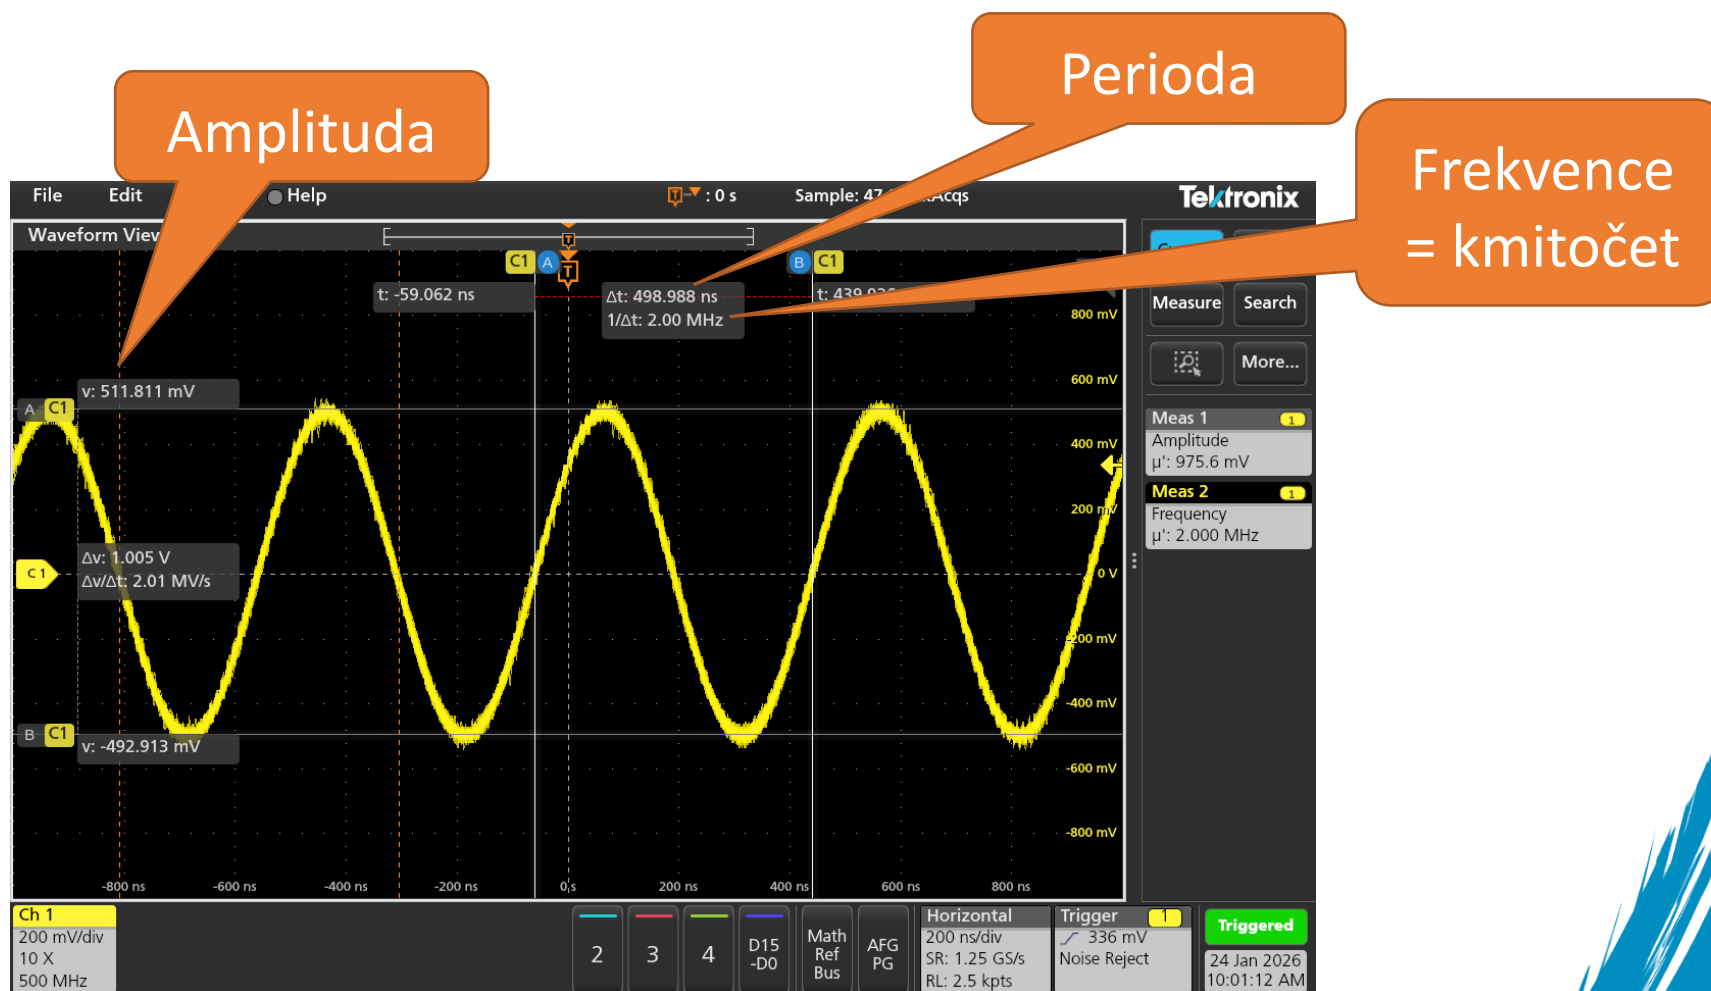 Amplituda
Perioda
Frekvence
= kmitočet
File Edit Help : 0 s Sample: Acqs Tektronix
Waveform View
T
C1 A T B C1
t: -59.062 ns
Δt: 498.988 ns
1/Δt: 2.00 MHz
t:
800 mV
Measure Search
600 mV
More...
v: 511.811 mV
A C1
400 mV
Meas 1 1
Amplitude
µ': 975.6 mV
Meas 2 1
Frequency
µ': 2.000 MHz
200 mV
Δv: 1.005 V
Δv/Δt: 2.01 MV/s
C1
0 V
-200 mV
-400 mV
B C1
v: -492.913 mV
-600 mV
-800 mV
-800 ns -600 ns -400 ns -200 ns 0 s 200 ns 400 ns 600 ns 800 ns
Ch 1
200 mV/div
10 X
500 MHz
2 3 4
D15
-D0
Math
Ref
Bus
AFG
PG
Horizontal
200 ns/div
SR: 1.25 GS/s
RL: 2.5 kpts
Trigger 1
336 mV
Noise Reject
Triggered
24 Jan 2026
10:01:12 AM